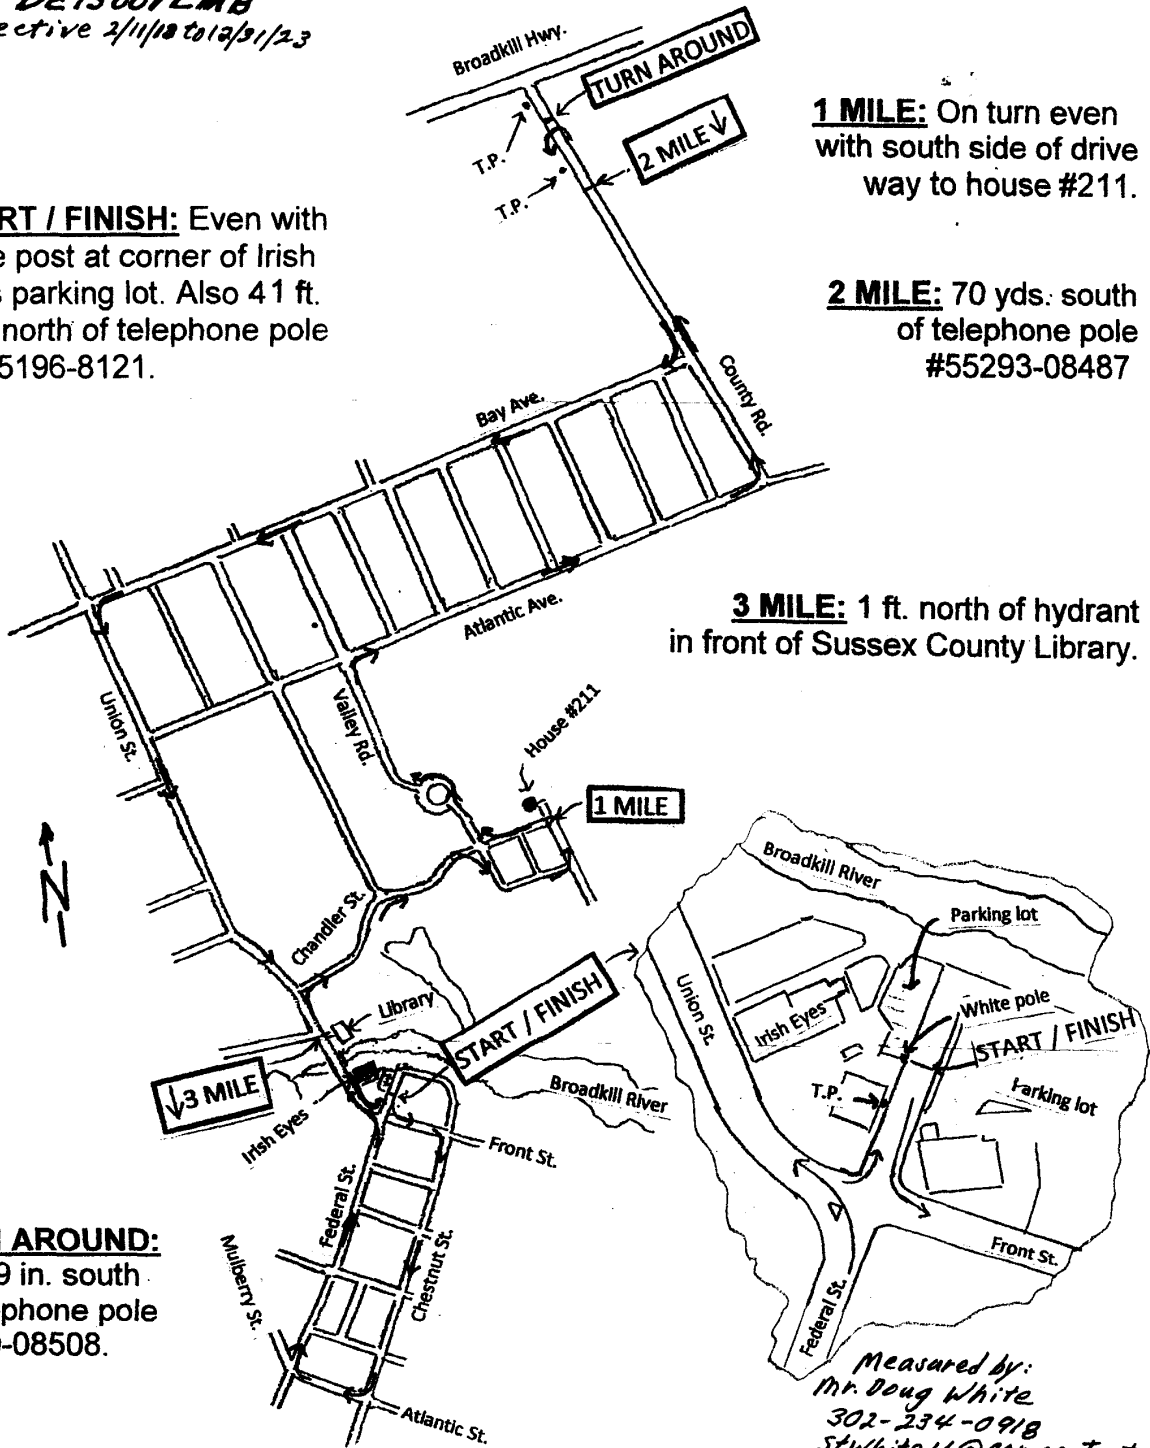 2/11/18 to 12/31/23
Broadkill Hwy.
TURN AROUND
2 MILE
T.P.
T.P.
1 MILE: On turn even
with south side of drive
way to house #211.
RT / FINISH: Even with
post at corner of Irish
parking lot. Also 41 ft.
north of telephone pole
5196-8121.
2 MILE: 70 yds. south
of telephone pole
#55293-08487
County Rd.
Bay Ave.
Atlantic Ave.
3 MILE: 1 ft. north of hydrant
in front of Sussex County Library.
Union St.
Valley Rd.
House #211
1 MILE
N
Chandler St.
Library
START / FINISH
3 MILE
Irish Eyes
Broadkill River
Front St.
Federal St.
Chestnut St.
Mulberry St.
Atlantic St.
Broadkill River
Parking lot
Union St.
Irish Eyes
White pole
START / FINISH
T.P.
Parking lot
Front St.
Federal St.
AROUND:
9 in. south
phone pole
-08508.
Measured by:
Mr. Doug White
302-234-0918